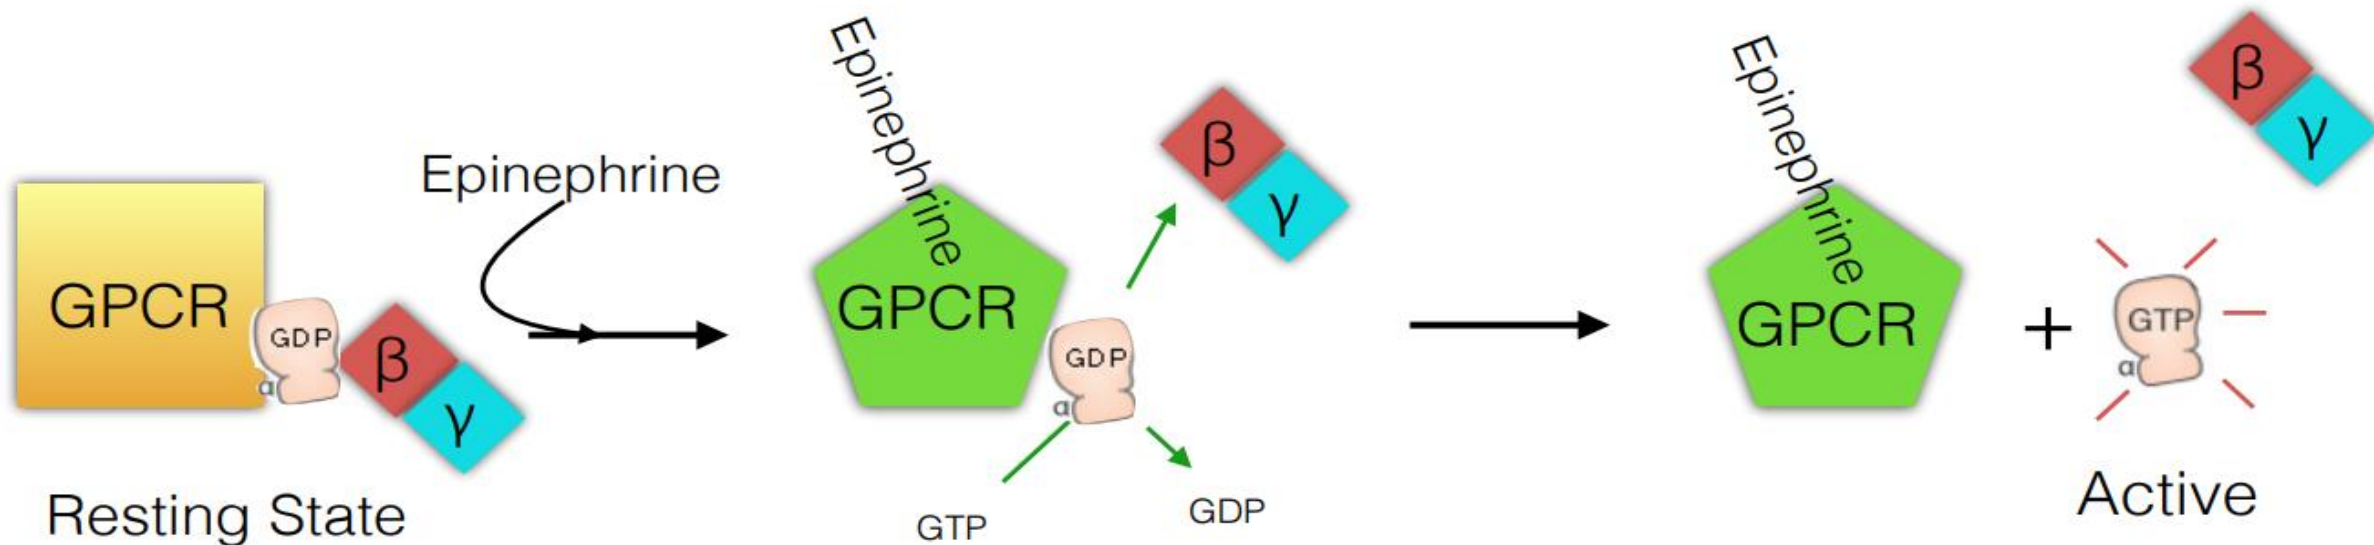 GPCR
GDP
α
β
γ
Resting State
Epinephrine
Epinephrine
GPCR
GDP
α
β
γ
GTP
GDP
Epinephrine
GPCR
+
GTP
α
β
γ
Active